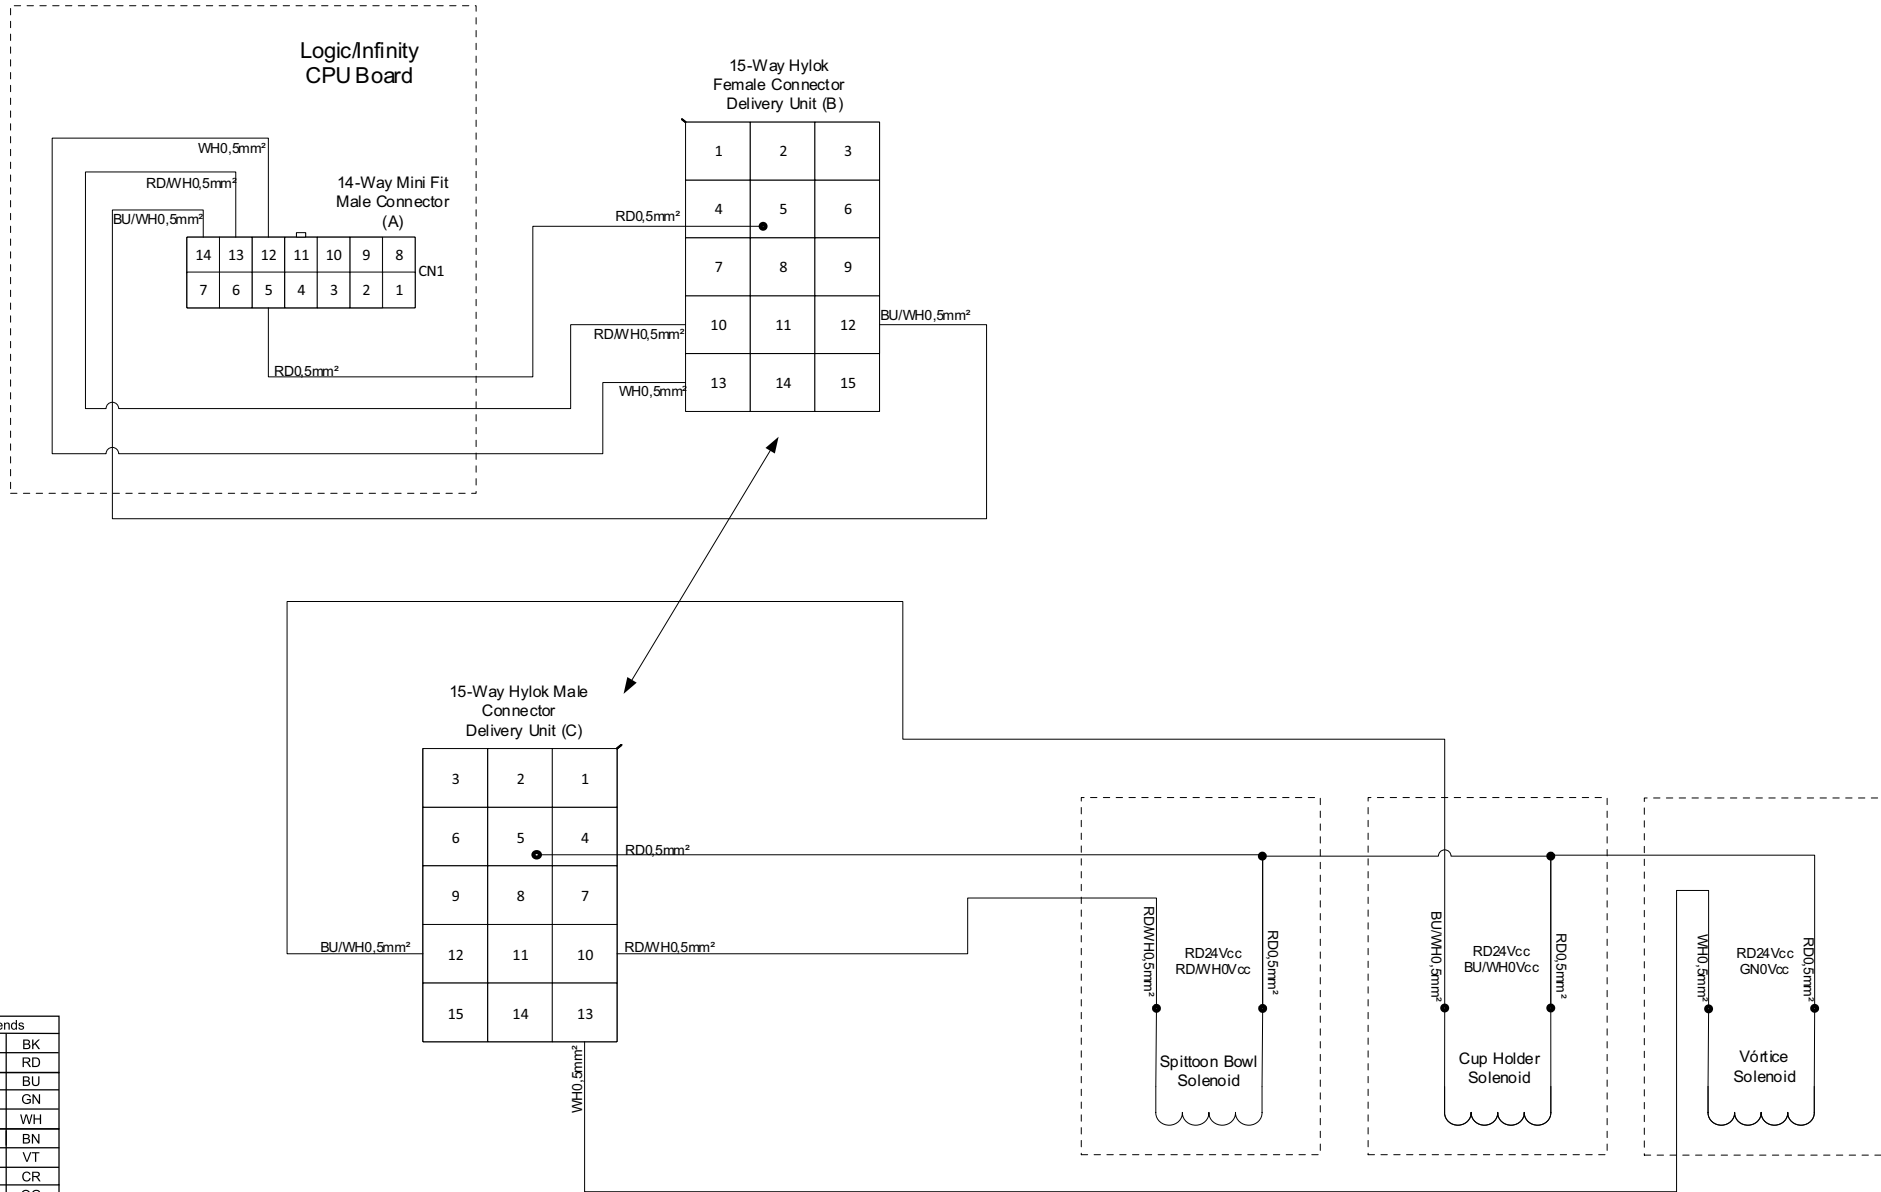 Logic/Infinity
CPU Board
WH0,5mm²
RD/WH0,5mm²
BU/WH0,5mm²
14-Way Mini Fit
Male Connector
(A)
14 13 12 11 10 9 8
CN1
7 6 5 4 3 2 1
RD0,5mm²
15-Way Hylok
Female Connector
Delivery Unit (B)
1 2 3
4 5 6
7 8 9
10 11 12
13 14 15
RD0,5mm²
RD/WH0,5mm²
WH0,5mm²
BU/WH0,5mm²
15-Way Hylok Male
Connector
Delivery Unit (C)
3 2 1
6 5 4
9 8 7
12 11 10
15 14 13
RD0,5mm²
BU/WH0,5mm²
RD/WH0,5mm²
WH0,5mm²
RD/WH0,5mm²
RD24Vcc
RD/WH0Vcc
RD0,5mm²
Spittoon Bowl
Solenoid
BU/WH0,5mm²
RD24Vcc
BU/WH0Vcc
RD0,5mm²
Cup Holder
Solenoid
WH0,5mm²
RD24Vcc
GN0Vcc
RD0,5mm²
Vórtice
Solenoid
BK
RD
BU
GN
WH
BN
VT
CR